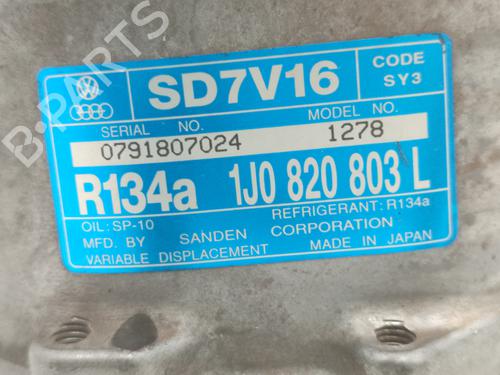 B-PARTS
SD7V16
CODE
SY3
SERIAL NO.
MODEL NO.
0791807024
1278
R134a
1J0 820 803 L
OIL: SP-10
REFRIGERANT: R134a
MFD. BY SANDEN CORPORATION
VARIABLE DISPLACEMENT
MADE IN JAPAN